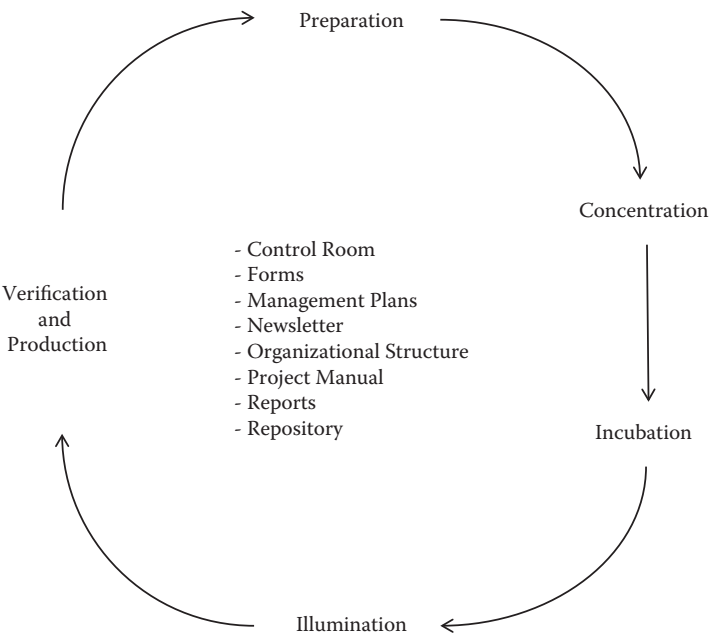 Preparation
Concentration
- Control Room
- Forms
- Management Plans
- Newsletter
- Organizational Structure
- Project Manual
- Reports
- Repository
Verification
and
Production
Incubation
Illumination